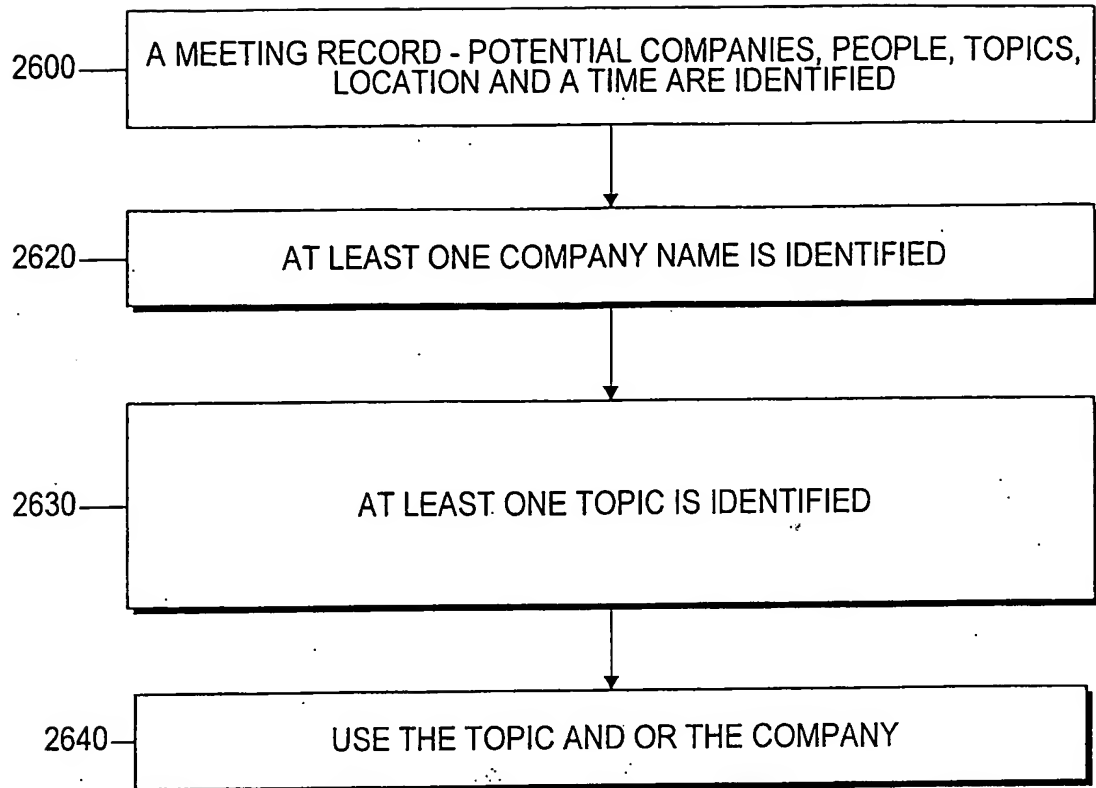 2600
A MEETING RECORD - POTENTIAL COMPANIES, PEOPLE, TOPICS,
LOCATION AND A TIME ARE IDENTIFIED
2620
AT LEAST ONE COMPANY NAME IS IDENTIFIED
2630
AT LEAST ONE TOPIC IS IDENTIFIED
2640
USE THE TOPIC AND OR THE COMPANY